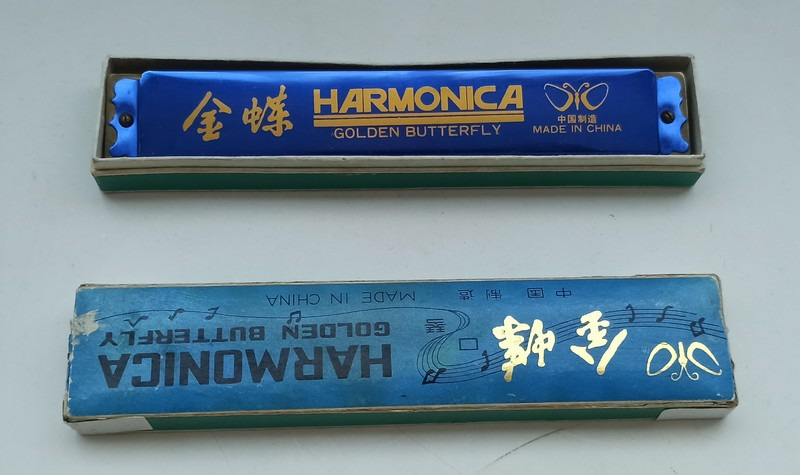 金蝶
HARMONICA
GOLDEN BUTTERFLY
中国制造
MADE IN CHINA
金蝶
口琴
HARMONICA
GOLDEN BUTTERFLY
中国制造 MADE IN CHINA